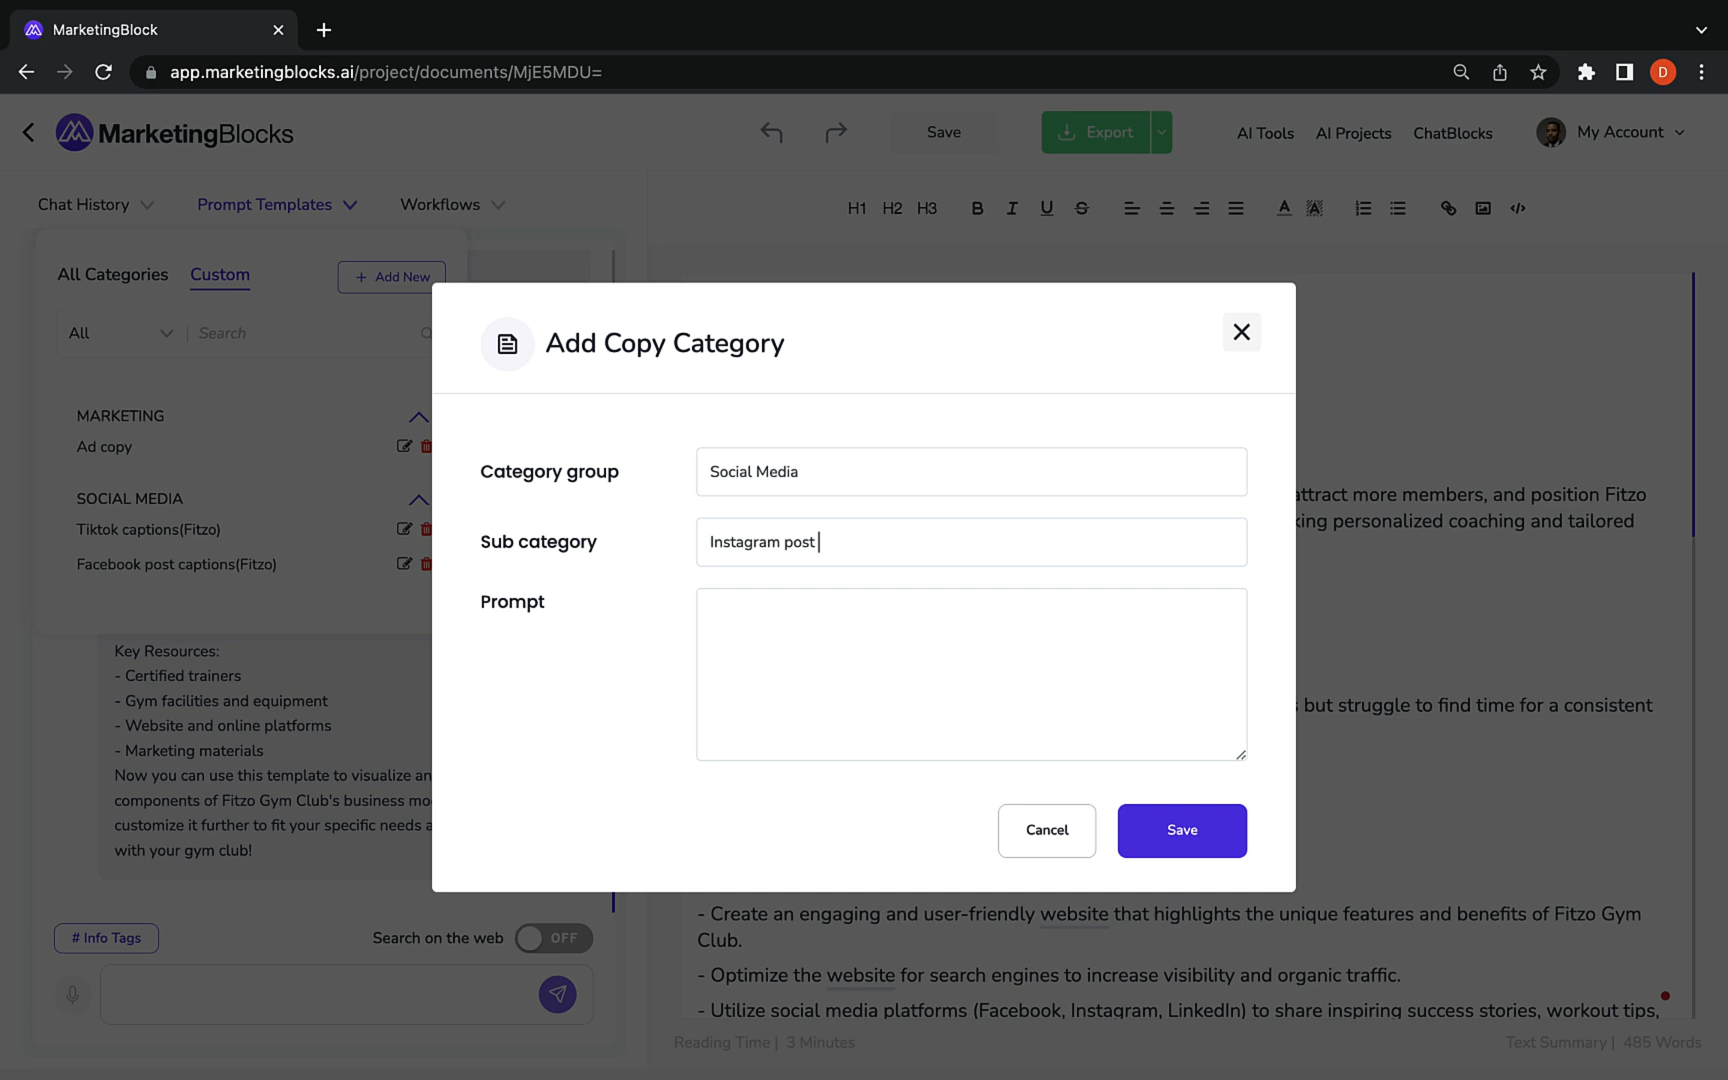 MarketingBlock
app.marketingblocks.ai/project/documents/MjE5MDU=
D
MarketingBlocks
Save
Export
AI Tools
AI Projects
ChatBlocks
My Account
Chat History
Prompt Templates
Workflows
H1 H2 H3
All Categories
Custom
+ Add New
All
Search
MARKETING
Ad copy
SOCIAL MEDIA
Tiktok captions(Fitzo)
Facebook post captions(Fitzo)
Add Copy Category
Category group
Social Media
Sub category
Instagram post
Prompt
Cancel
Save
Key Resources:
- Certified trainers
- Gym facilities and equipment
- Website and online platforms
- Marketing materials
Now you can use this template to visualize an
components of Fitzo Gym Club's business mo
customize it further to fit your specific needs a
with your gym club!
# Info Tags
Search on the web
OFF
attract more members, and position Fitzo
king personalized coaching and tailored
s but struggle to find time for a consistent
- Create an engaging and user-friendly website that highlights the unique features and benefits of Fitzo Gym
Club.
- Optimize the website for search engines to increase visibility and organic traffic.
- Utilize social media platforms (Facebook, Instagram, LinkedIn) to share inspiring success stories, workout tips,
Reading Time | 3 Minutes
Text Summary | 485 Words